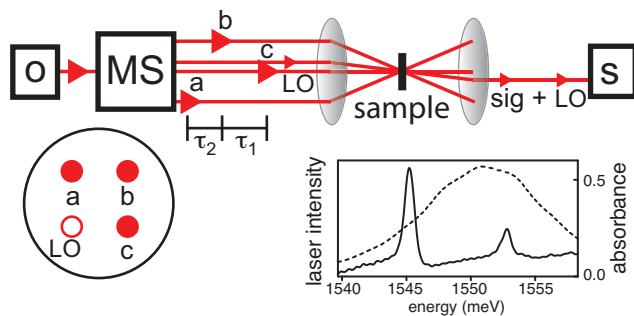 b
c
o
MS
LO
s
a
sig + LO
sample
τ2
τ1
a
b
LO
c
laser intensity
absorbance
0.5
0.0
1540
1545
1550
1555
energy (meV)